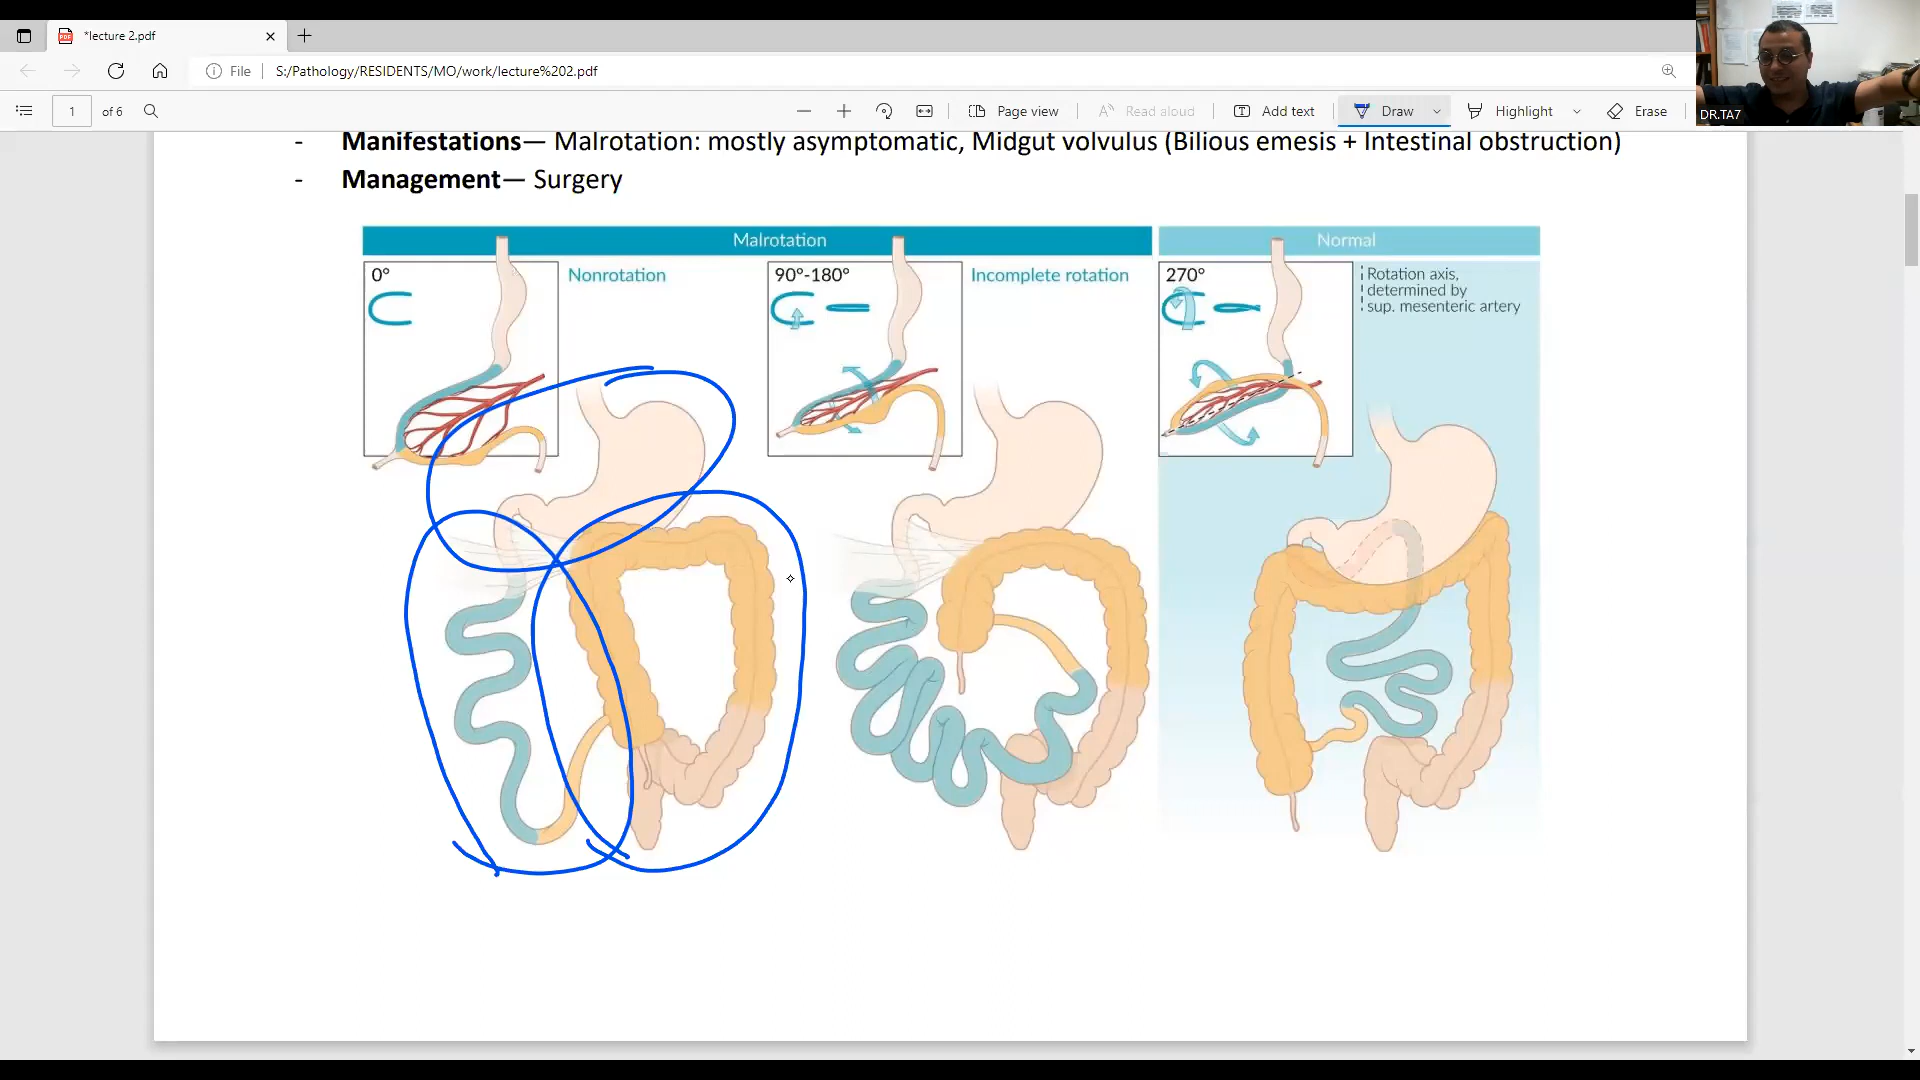 *lecture 2.pdf
File S:/Pathology/RESIDENTS/MO/work/lecture%202.pdf
1 of 6 Page view Read aloud Add text Draw Highlight Erase
DR.TA7
- Manifestations— Malrotation: mostly asymptomatic, Midgut volvulus (Bilious emesis + Intestinal obstruction)
- Management— Surgery
Malrotation Normal
0° Nonrotation 90°-180° Incomplete rotation 270° Rotation axis,
determined by
sup. mesenteric artery